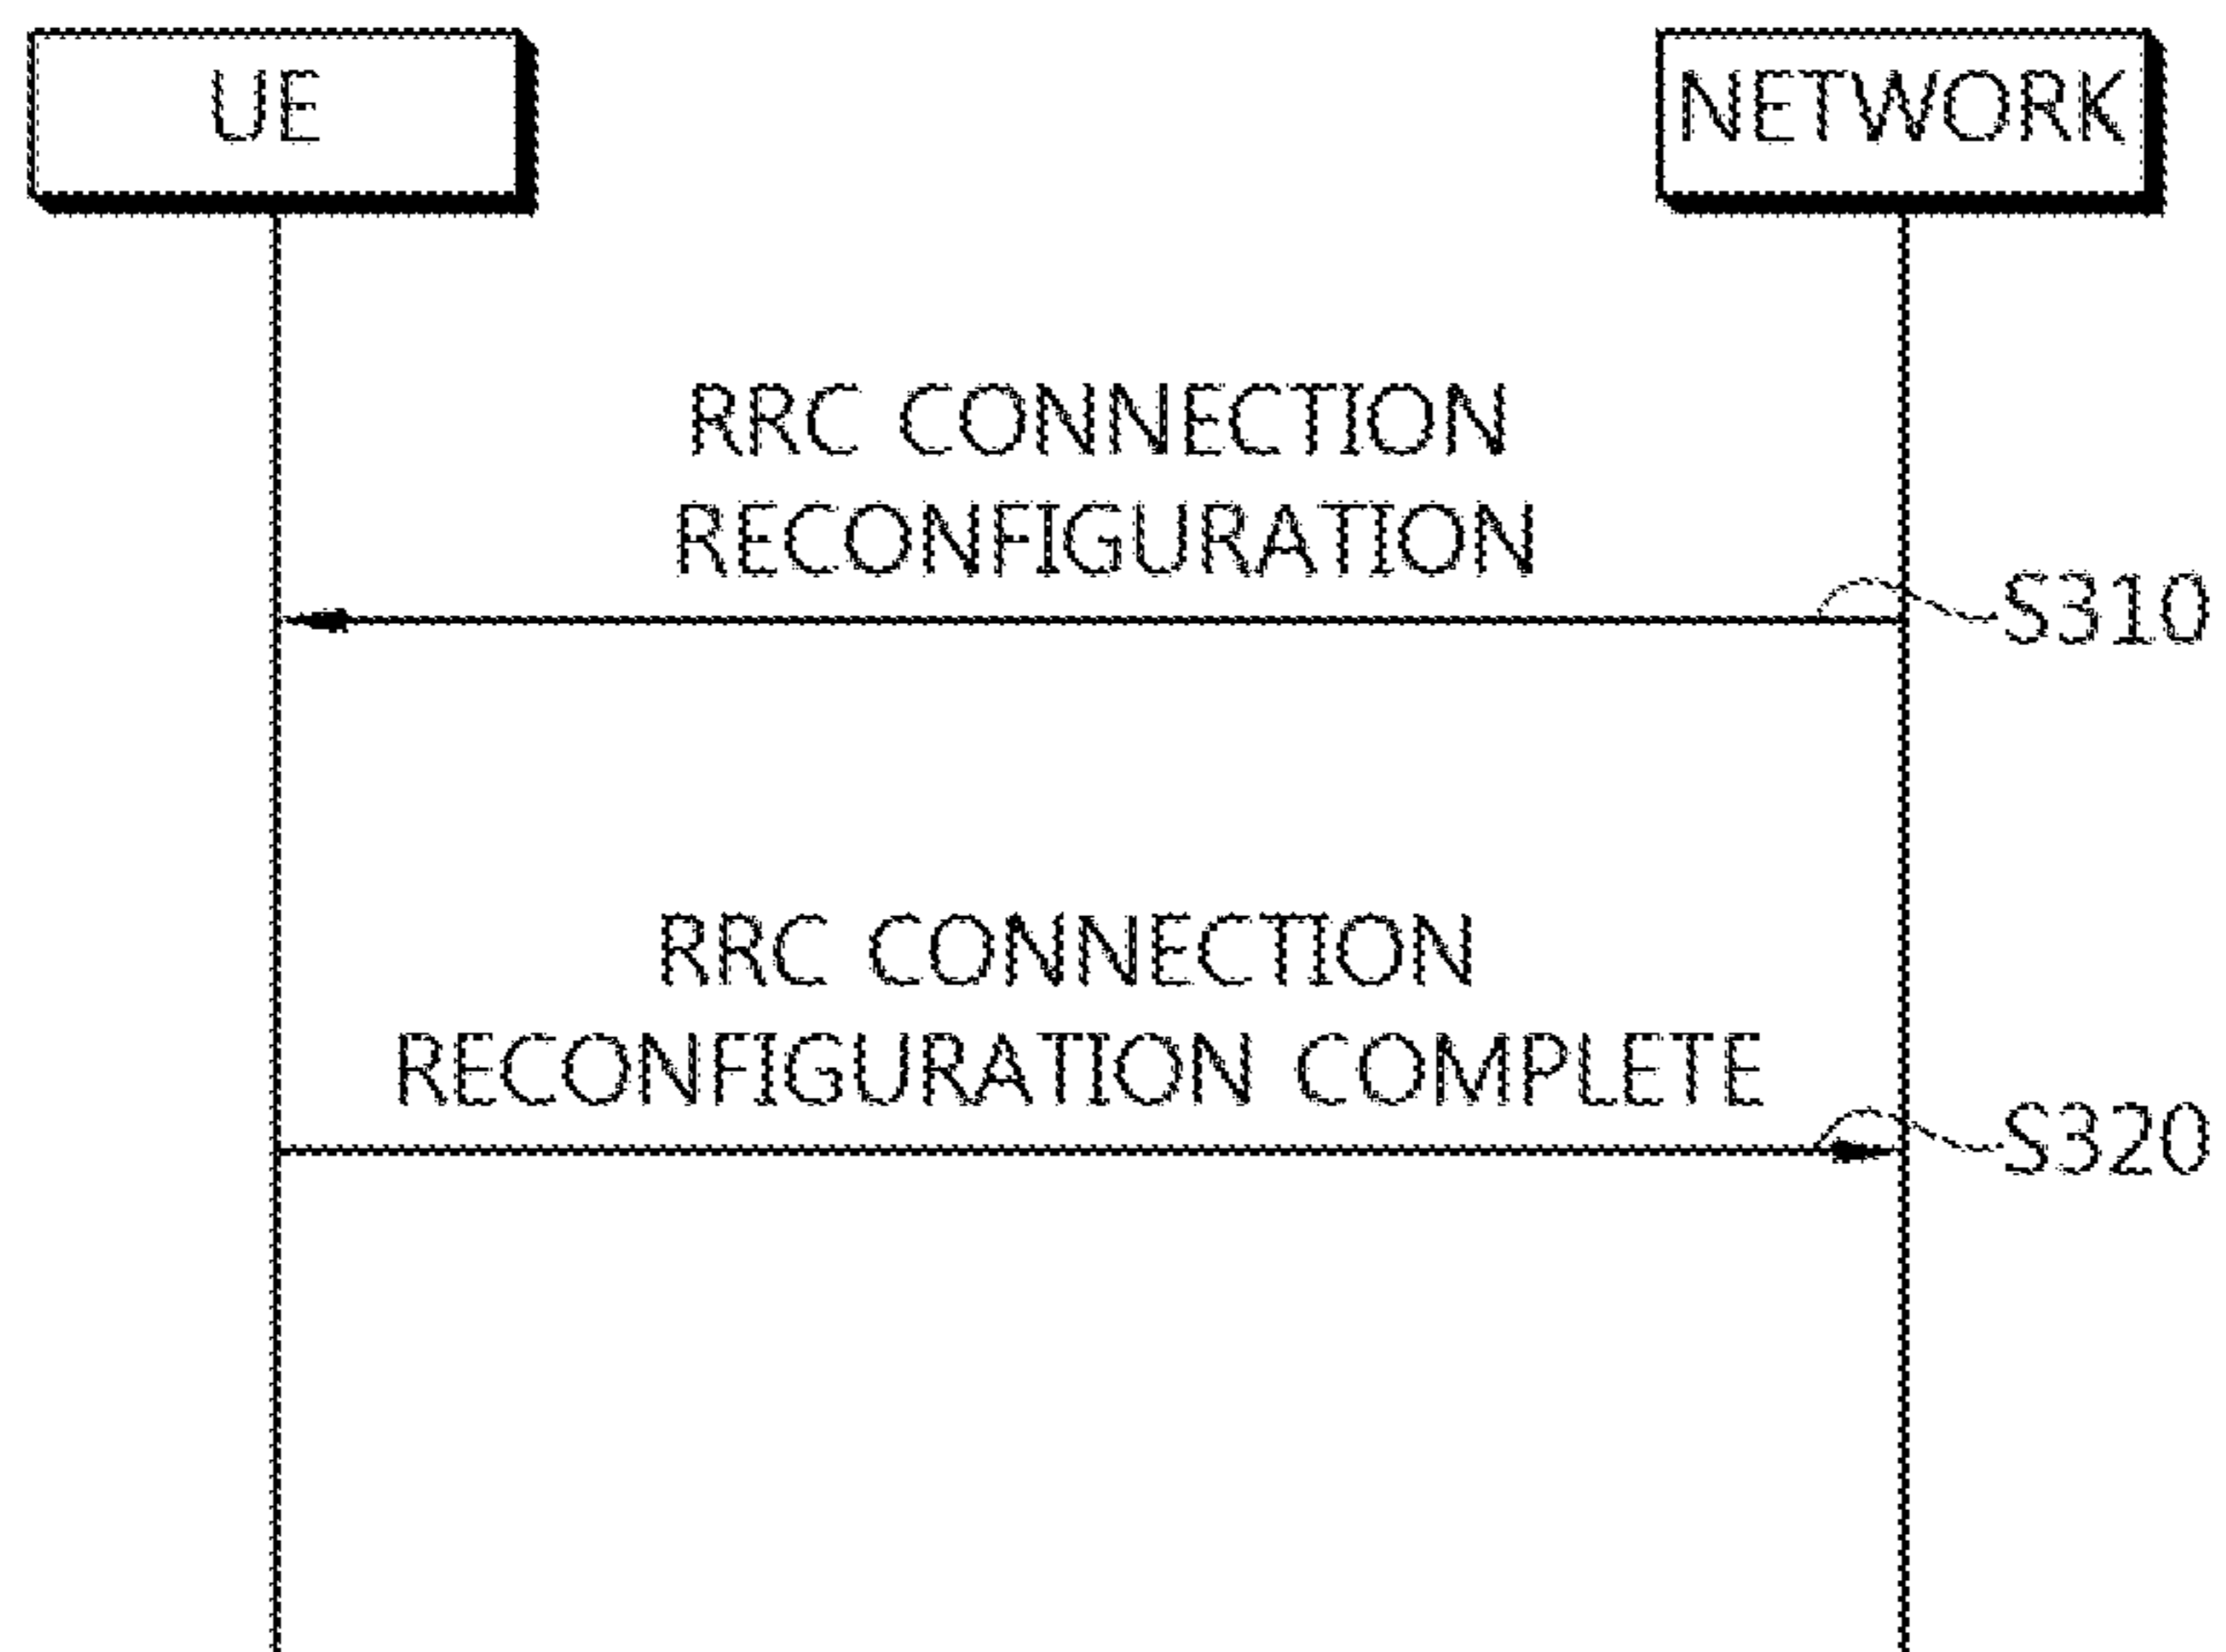 UE
NETWORK
RRC CONNECTION
RECONFIGURATION
S310
RRC CONNECTION
RECONFIGURATION COMPLETE
S320